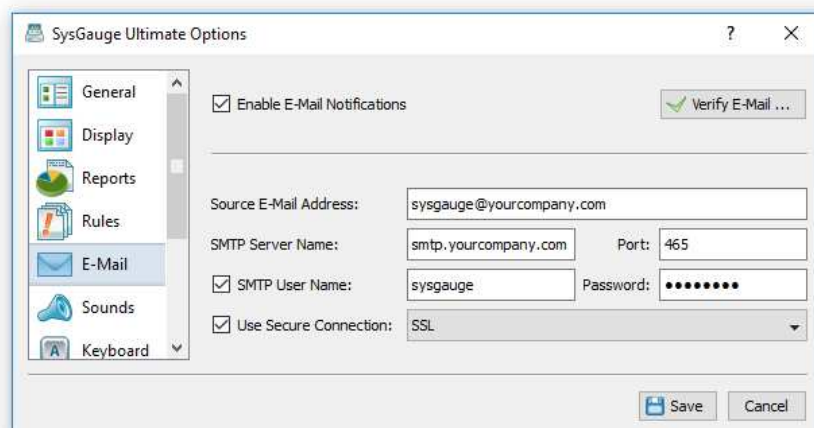 SysGauge Ultimate Options
?
General
Display
Reports
Rules
E-Mail
Sounds
A
Keyboard
Enable E-Mail Notifications
Verify E-Mail ...
Source E-Mail Address:
sysgauge@yourcompany.com
SMTP Server Name:
smtp.yourcompany.com
Port:
465
SMTP User Name:
sysgauge
Password:
••••••••
Use Secure Connection:
SSL
Save
Cancel